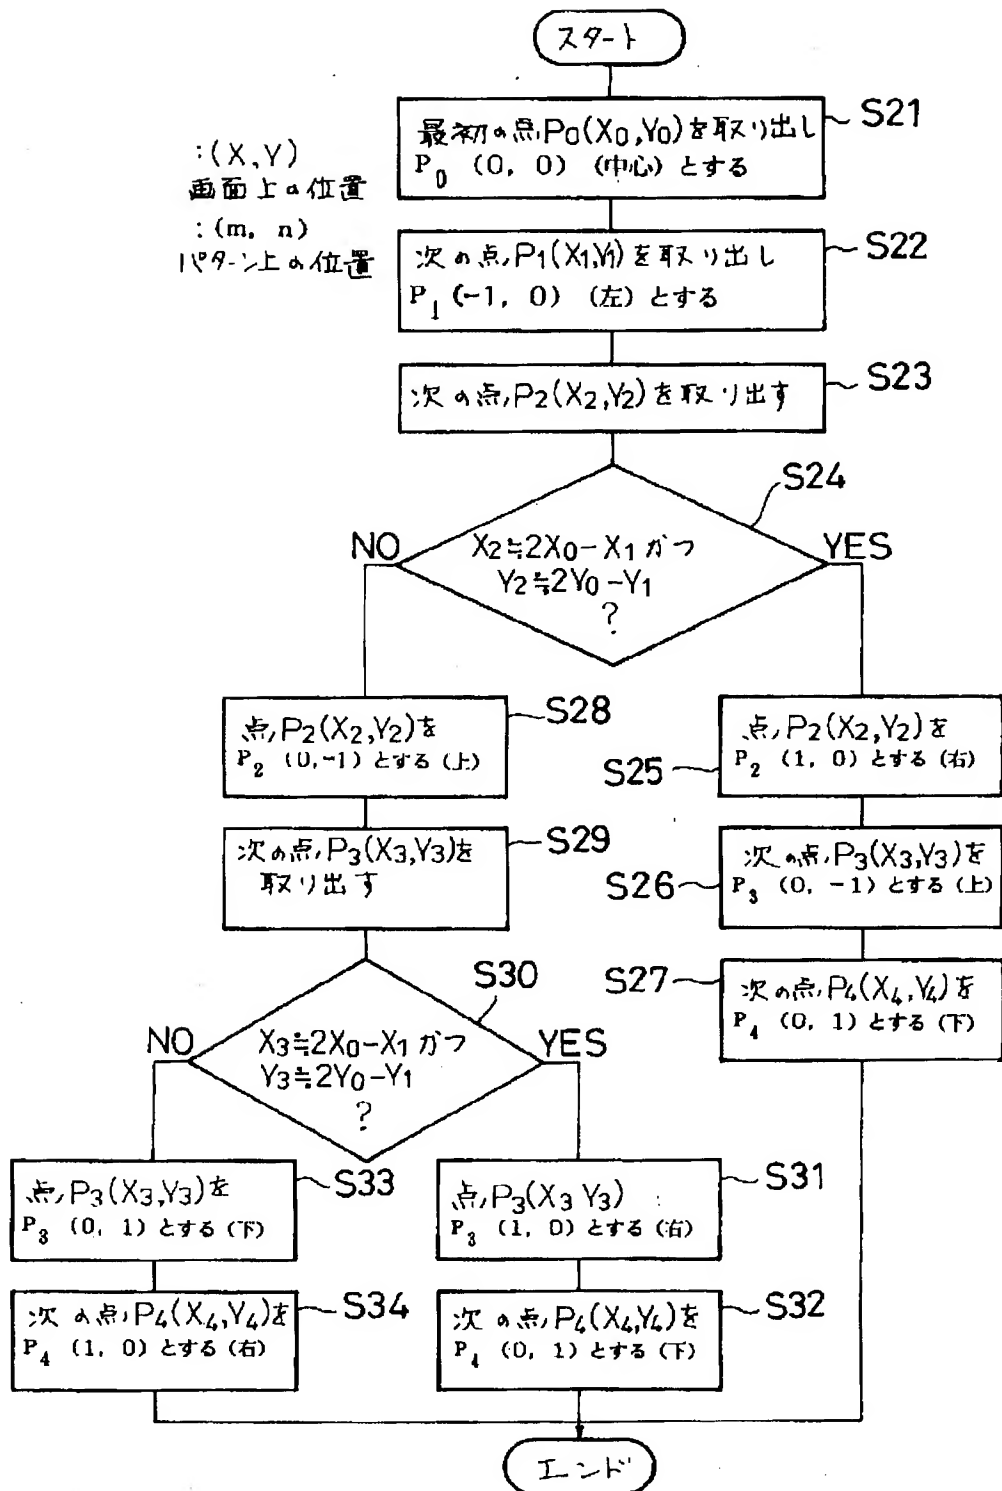 スタート
最初の点P0(X0,Y0)を取り出し
P0 (0, 0) (中心)とする
S21
:(X,Y)
画面上の位置
:(m, n)
パターン上の位置
次の点P1(X1,Y1)を取り出し
P1 (-1, 0) (左)とする
S22
次の点P2(X2,Y2)を取り出す
S23
S24
NO
X2≒2X0-X1かつ
Y2≒2Y0-Y1
?
YES
点P2(X2,Y2)を
P2 (0,-1)とする(上)
S28
点P2(X2,Y2)を
P2 (1, 0)とする(右)
S25
次の点P3(X3,Y3)を
取り出す
S29
次の点P3(X3,Y3)を
P3 (0, -1)とする(上)
S26
S30
NO
X3≒2X0-X1かつ
Y3≒2Y0-Y1
?
YES
S27
次の点P4(X4,Y4)を
P4 (0, 1)とする(下)
点P3(X3,Y3)を
P3 (0, 1)とする(下)
S33
点P3(X3 Y3)
P3 (1, 0)とする(右)
S31
次の点P4(X4,Y4)を
P4 (1, 0)とする(右)
S34
次の点P4(X4,Y4)を
P4 (0, 1)とする(下)
S32
エンド